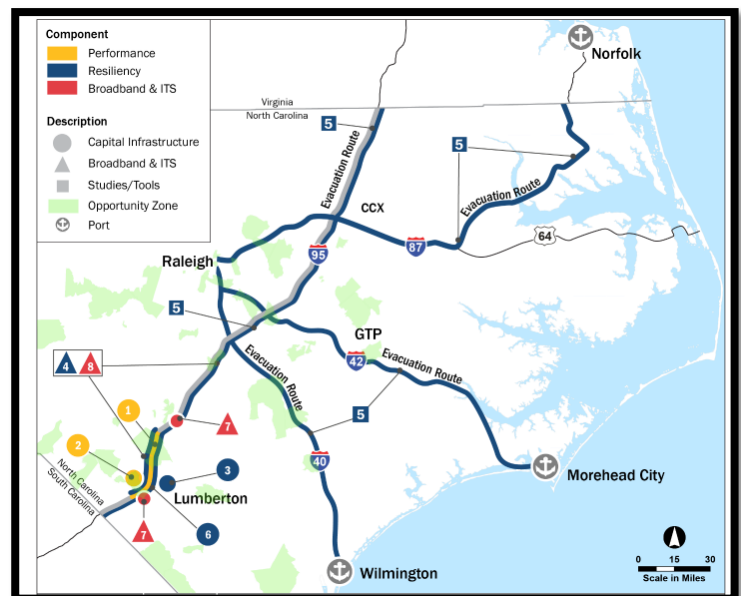 Component
Performance
Resiliency
Broadband & ITS
Description
Capital Infrastructure
Broadband & ITS
Studies/Tools
Opportunity Zone
Port
Norfolk
Virginia
North Carolina
5
Evacuation Route
5
Evacuation Route
CCX
64
87
95
Raleigh
5
GTP
42
Evacuation Route
Evacuation Route
4 8
5
1
7
2
40
3
North Carolina
South Carolina
Lumberton
Morehead City
6
7
0 15 30
Scale in Miles
Wilmington